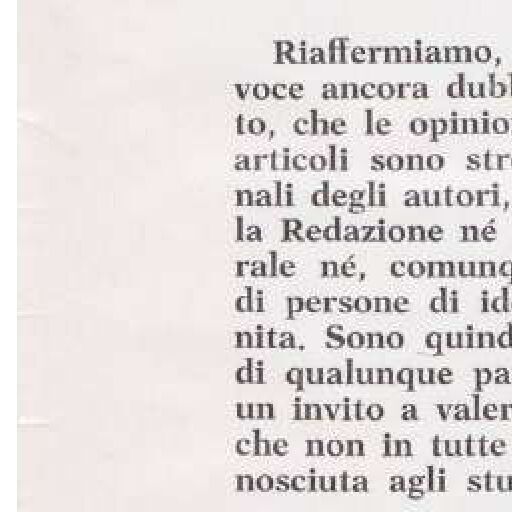 Riaffermiamo,
voce ancora dubb
to, che le opinio
articoli sono stre
nali degli autori,
la Redazione né
rale né, comunq
di persone di id
nita. Sono quind
di qualunque pa
un invito a valer
che non in tutte
nosciuta agli stu